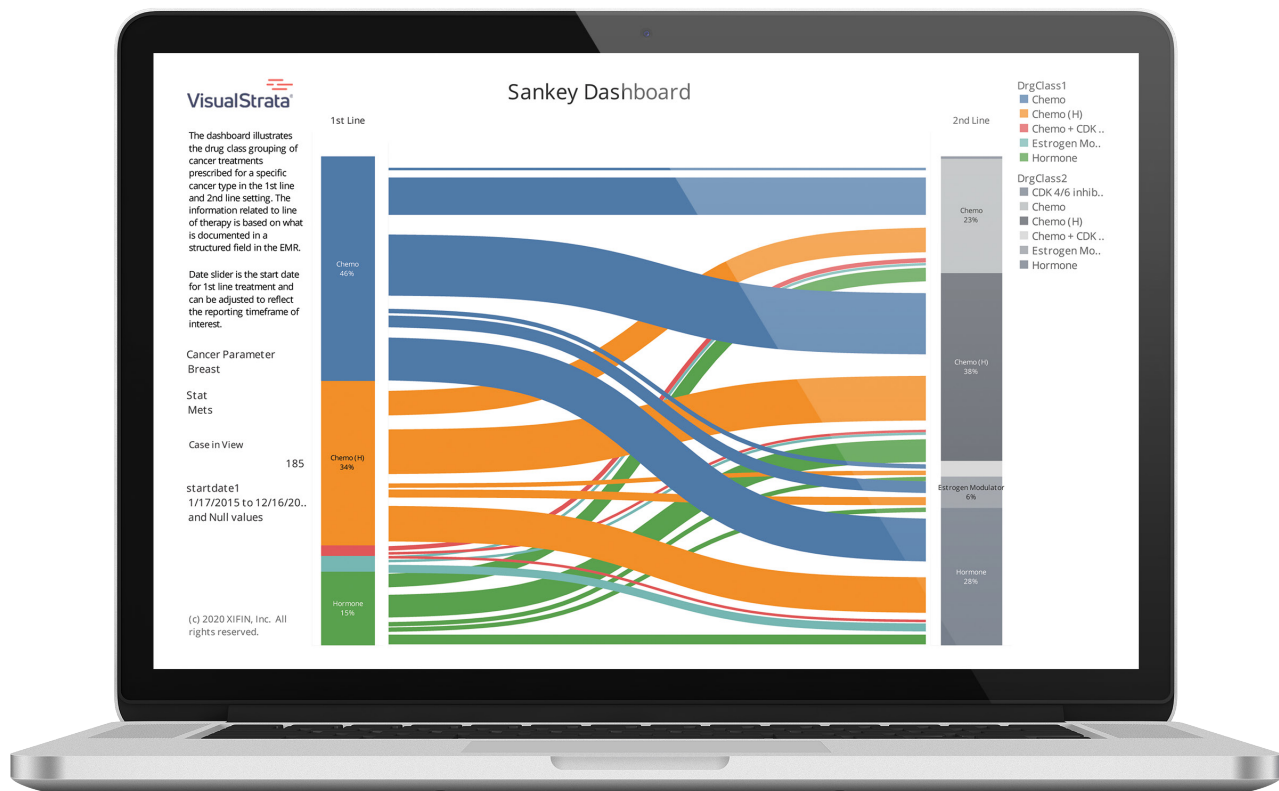 VisualStrata®
Sankey Dashboard
The dashboard illustrates
the drug class grouping of
cancer treatments
prescribed for a specific
cancer type in the 1st line
and 2nd line setting. The
information related to line
of therapy is based on what
is documented in a
structured field in the EMR.
Date slider is the start date
for 1st line treatment and
can be adjusted to reflect
the reporting timeframe of
interest.
Cancer Parameter
Breast
Stat
Mets
Case in View
185
startdate1
1/17/2015 to 12/16/20..
and Null values
(c) 2020 XIFIN, Inc. All
rights reserved.
1st Line
Chemo
46%
Chemo (H)
34%
Hormone
15%
2nd Line
Chemo
23%
Chemo (H)
38%
Estrogen Modulator
6%
Hormone
28%
DrgClass1
Chemo
Chemo (H)
Chemo + CDK ..
Estrogen Mo..
Hormone
DrgClass2
CDK 4/6 inhib..
Chemo
Chemo (H)
Chemo + CDK ..
Estrogen Mo..
Hormone